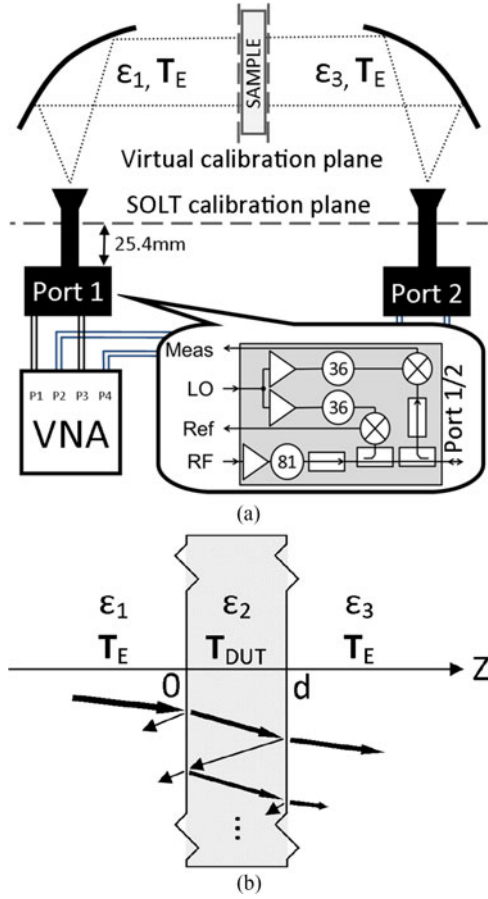 ε1, TE
SAMPLE
ε3, TE
Virtual calibration plane
SOLT calibration plane
25.4mm
Port 1
Port 2
P1 P2 P3 P4
VNA
Meas
LO
Ref
RF
36
36
81
Port 1/2
(a)
ε1 ε2 ε3
TE TDUT TE
0 d Z
(b)